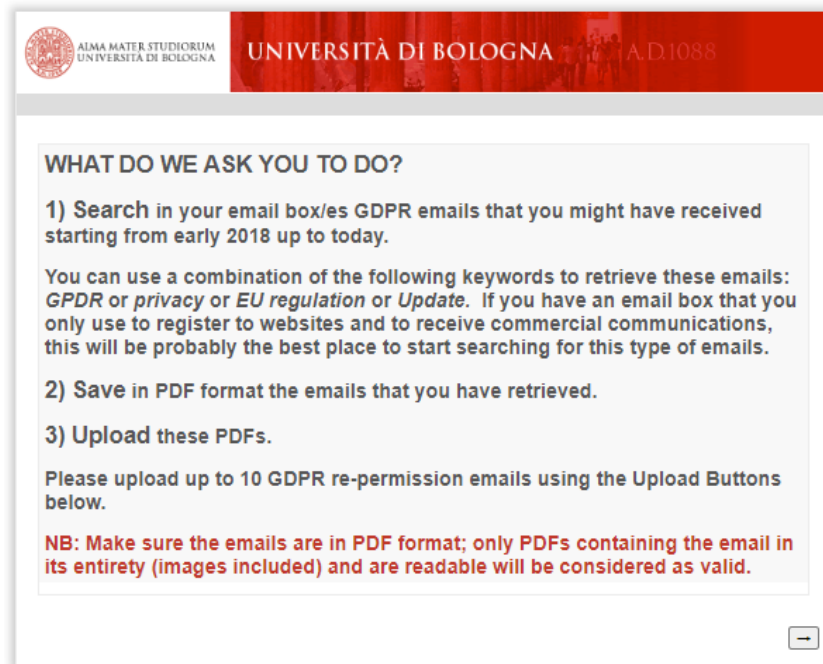 ALMA MATER STUDIORUM
UNIVERSITÀ DI BOLOGNA
UNIVERSITÀ DI BOLOGNA A.D.1088
WHAT DO WE ASK YOU TO DO?
1) Search in your email box/es GDPR emails that you might have received
starting from early 2018 up to today.
You can use a combination of the following keywords to retrieve these emails:
GPDR or privacy or EU regulation or Update. If you have an email box that you
only use to register to websites and to receive commercial communications,
this will be probably the best place to start searching for this type of emails.
2) Save in PDF format the emails that you have retrieved.
3) Upload these PDFs.
Please upload up to 10 GDPR re-permission emails using the Upload Buttons
below.
NB: Make sure the emails are in PDF format; only PDFs containing the email in
its entirety (images included) and are readable will be considered as valid.
→